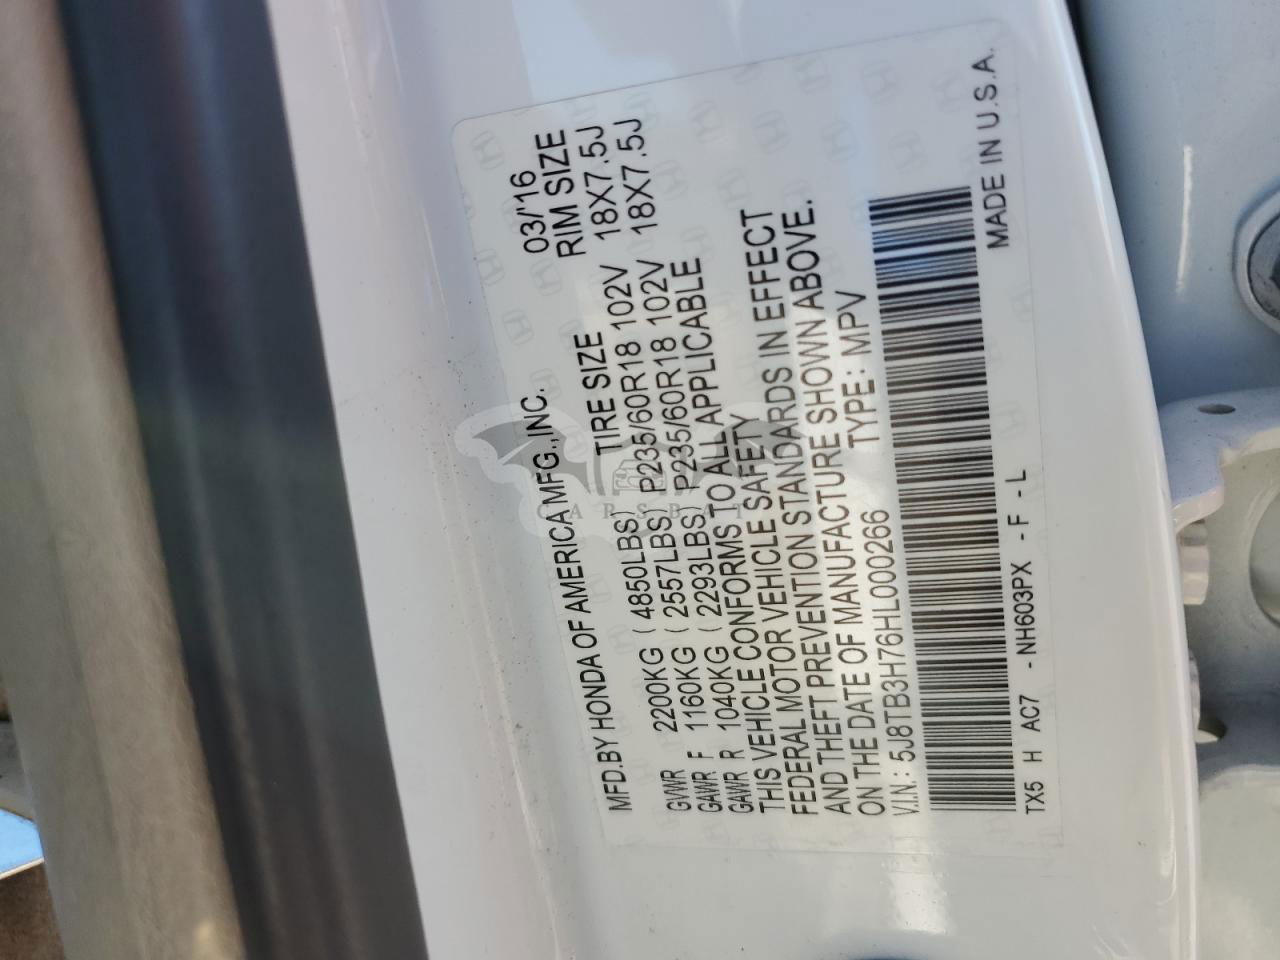 MFD.BY HONDA OF AMERICA MFG.,INC. 03/'16
GVWR 2200KG ( 4850LBS) TIRE SIZE RIM SIZE
GAWR F 1160KG ( 2557LBS) P235/60R18 102V 18X7.5J
GAWR R 1040KG ( 2293LBS) P235/60R18 102V 18X7.5J
THIS VEHICLE CONFORMS TO ALL APPLICABLE
FEDERAL MOTOR VEHICLE SAFETY
AND THEFT PREVENTION STANDARDS IN EFFECT
ON THE DATE OF MANUFACTURE SHOWN ABOVE.
V.I.N.: 5J8TB3H76HL000266 TYPE: MPV
TX5 H AC7 - NH603PX - F - L MADE IN U.S.A.
CARSBAT